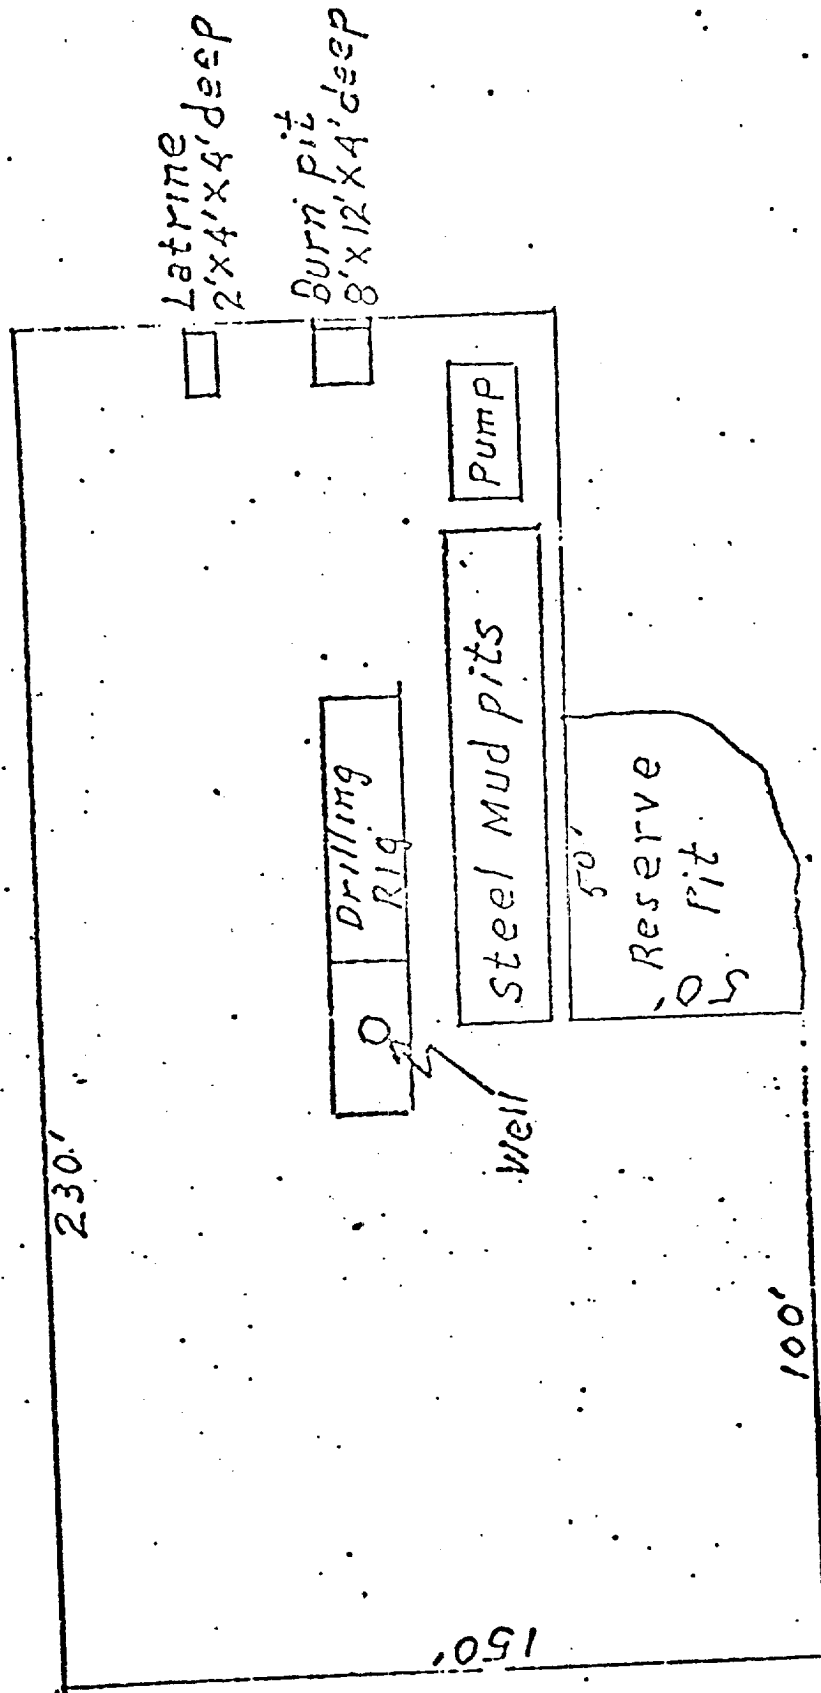 Latrine
2'x4'x4' deep
Burn pit
8'x12'x4' deep
230.'
Drilling
Rig
Pump
Steel Mud pits
Well
50'
Reserve
Pit
50'
100'
150'